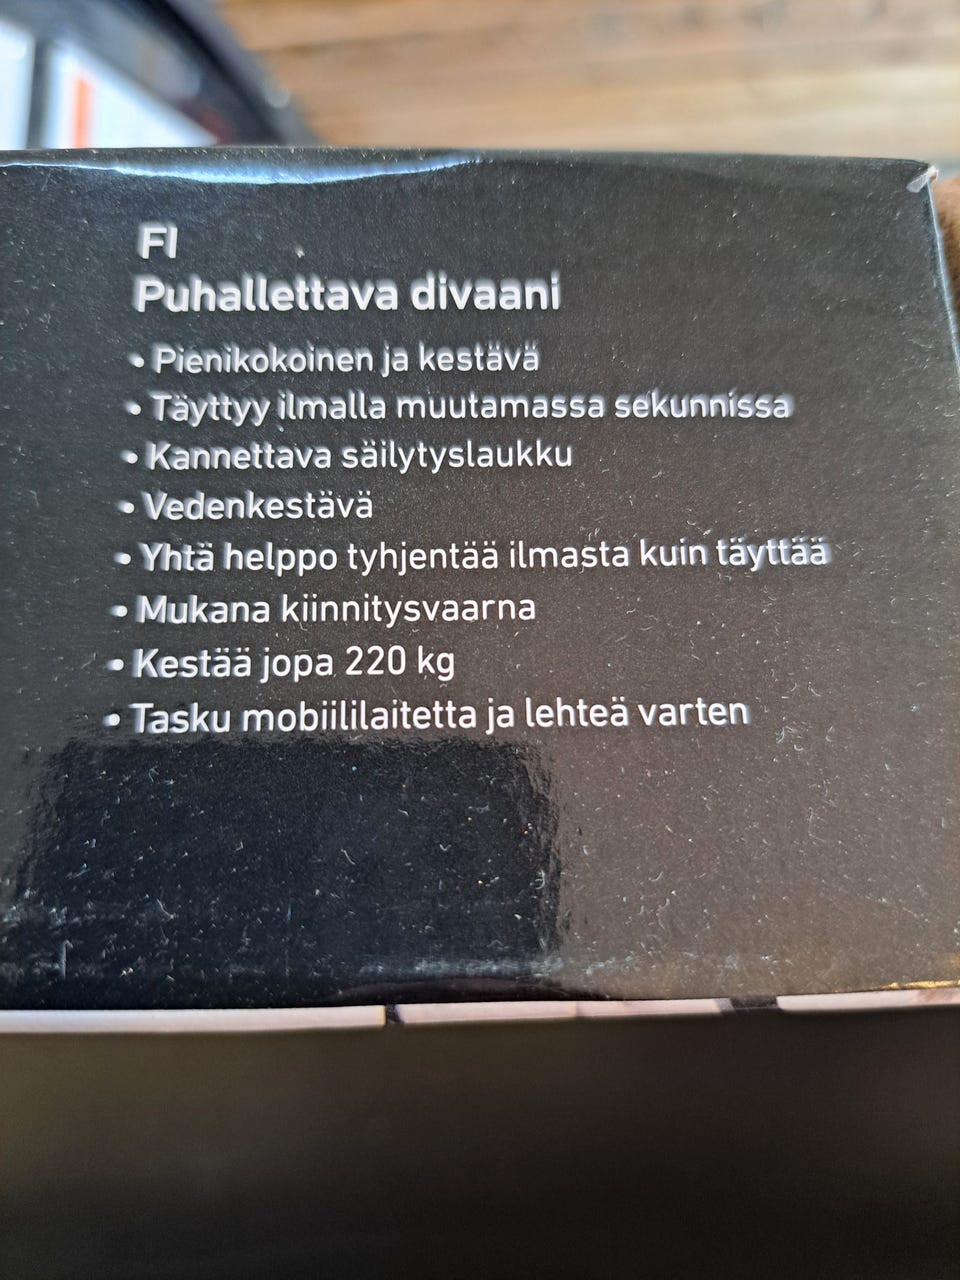 FI
Puhallettava divaani
• Pienikokoinen ja kestävä
• Täyttyy ilmalla muutamassa sekunnissa
• Kannettava säilytyslaukku
• Vedenkestävä
• Yhtä helppo tyhjentää ilmasta kuin täyttää
• Mukana kiinnitysvaarna
• Kestää jopa 220 kg
• Tasku mobiililaitetta ja lehteä varten